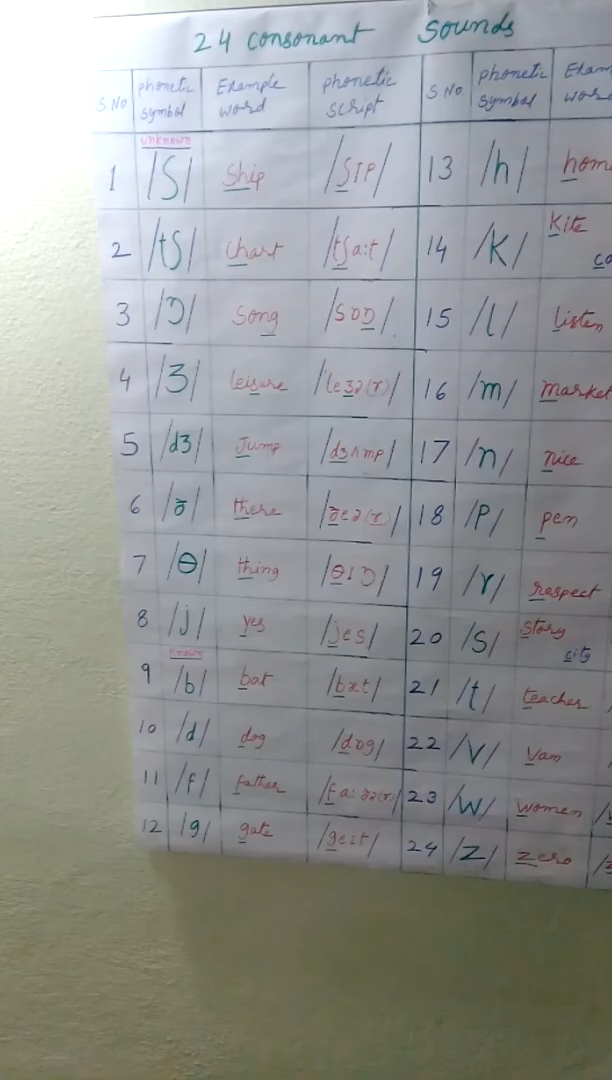 24 consonant Sounds
S.No phonetic symbol Example word phonetic script S.No phonetic symbol
unknown
1 /ʃ/ Ship /ʃɪp/ 13 /h/
2 /tʃ/ Chart /tʃa:t/ 14 /K/ Kite
3 /Ŋ/ Song /SɒŊ/ 15 /l/ Listen
4 /ʒ/ leisure /'leʒə(r)/ 16 /m/ market
5 /dʒ/ Jump /dʒʌmp/ 17 /n/ nice
6 /ð/ there /ðeə(r)/ 18 /P/ pen
7 /θ/ thing /θɪŊ/ 19 /r/ respect
8 /j/ yes /jes/ 20 /S/ story city
known
9 /b/ bat /bæt/ 21 /t/ teacher
10 /d/ dog /dɒg/ 22 /V/ Van
11 /f/ father /fa:ðə(r)/ 23 /W/ women
12 /g/ gate /geɪt/ 24 /Z/ zero